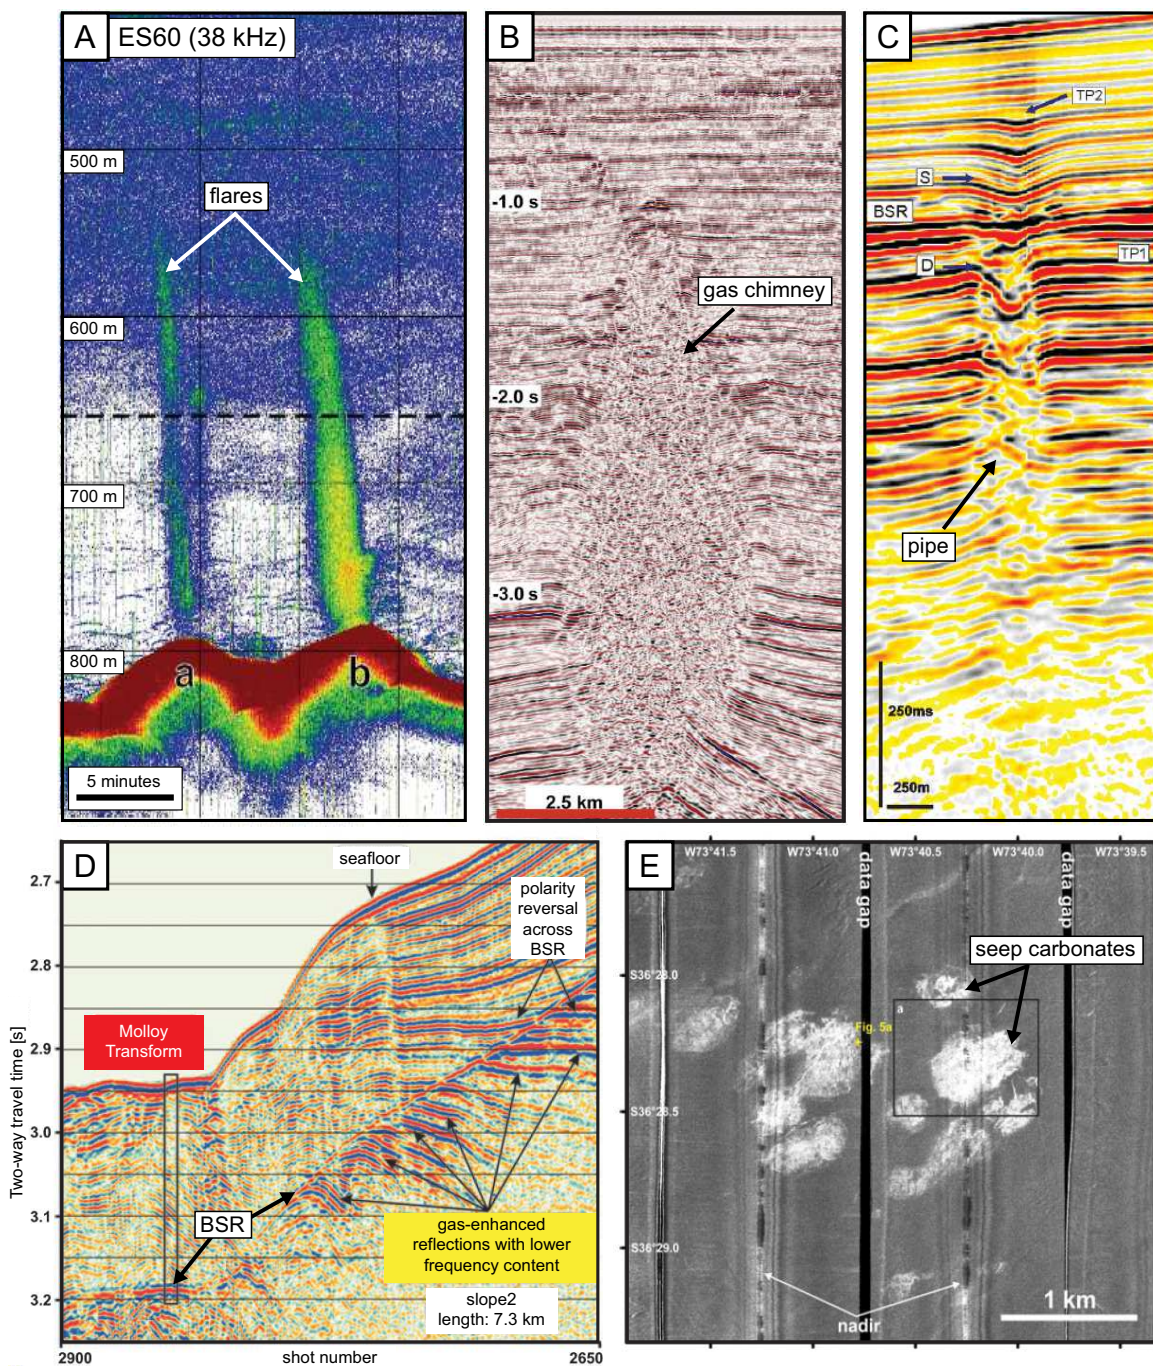 A
ES60 (38 kHz)
500 m
flares
600 m
700 m
800 m
a
b
5 minutes
B
-1.0 s
gas chimney
-2.0 s
-3.0 s
2.5 km
C
TP2
S
BSR
TP1
D
pipe
250ms
250m
D
seafloor
polarity
reversal
across
BSR
2.7
2.8
2.9
3.0
3.1
3.2
Two-way travel time [s]
Molloy
Transform
BSR
gas-enhanced
reflections with lower
frequency content
slope2
length: 7.3 km
2900
shot number
2650
E
W73°41.5
W73°41.0
W73°40.5
W73°40.0
W73°39.5
data gap
data gap
seep carbonates
S36°28.0
a
Fig. 5a
S36°28.5
S36°29.0
nadir
1 km